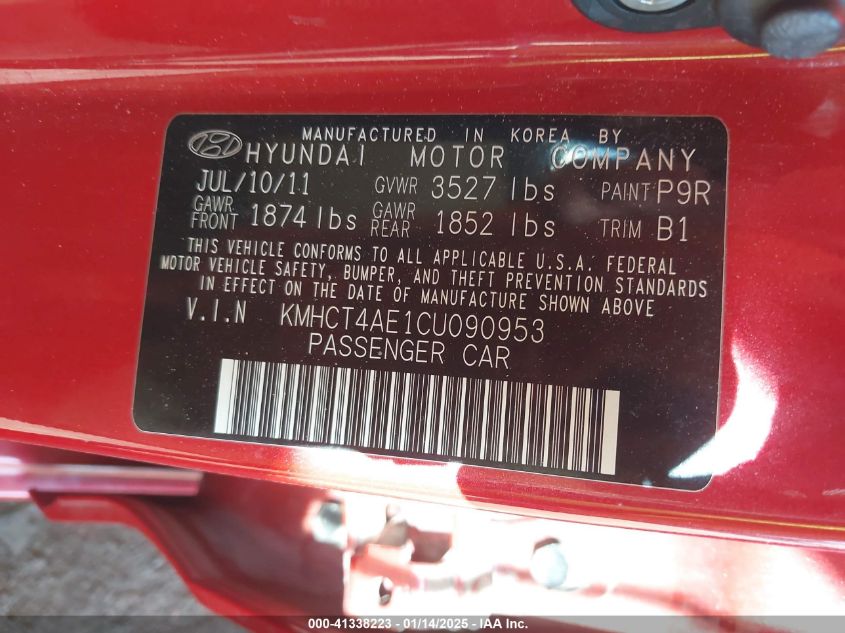 MANUFACTURED IN KOREA BY
HYUNDAI MOTOR COMPANY
JUL/10/11 GVWR 3527 lbs PAINT P9R
GAWR FRONT 1874 lbs GAWR REAR 1852 lbs TRIM B1
THIS VEHICLE CONFORMS TO ALL APPLICABLE U.S.A. FEDERAL
MOTOR VEHICLE SAFETY, BUMPER, AND THEFT PREVENTION STANDARDS
IN EFFECT ON THE DATE OF MANUFACTURE SHOWN ABOVE
V.I.N KMHCT4AE1CU090953
PASSENGER CAR
000-41338223 - 01/14/2025 - IAA Inc.